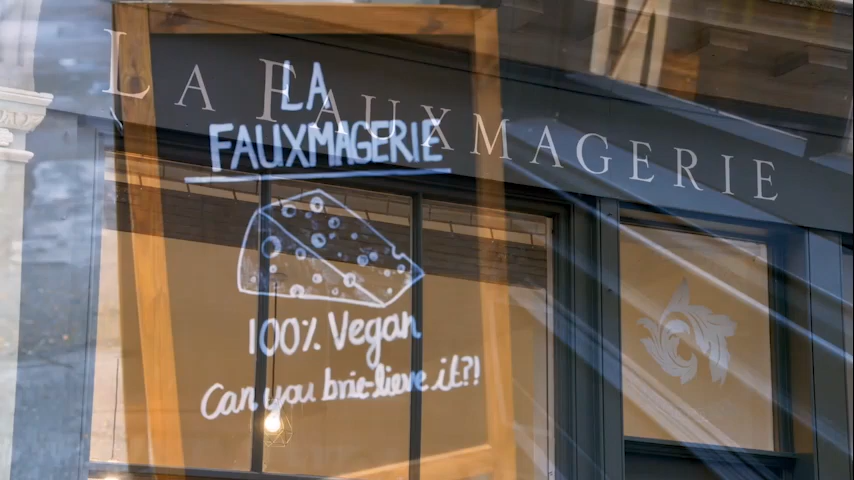 LA FAUXMAGERIE
LA
FAUXMAGERIE
100% Vegan
Can you brie-lieve it?!